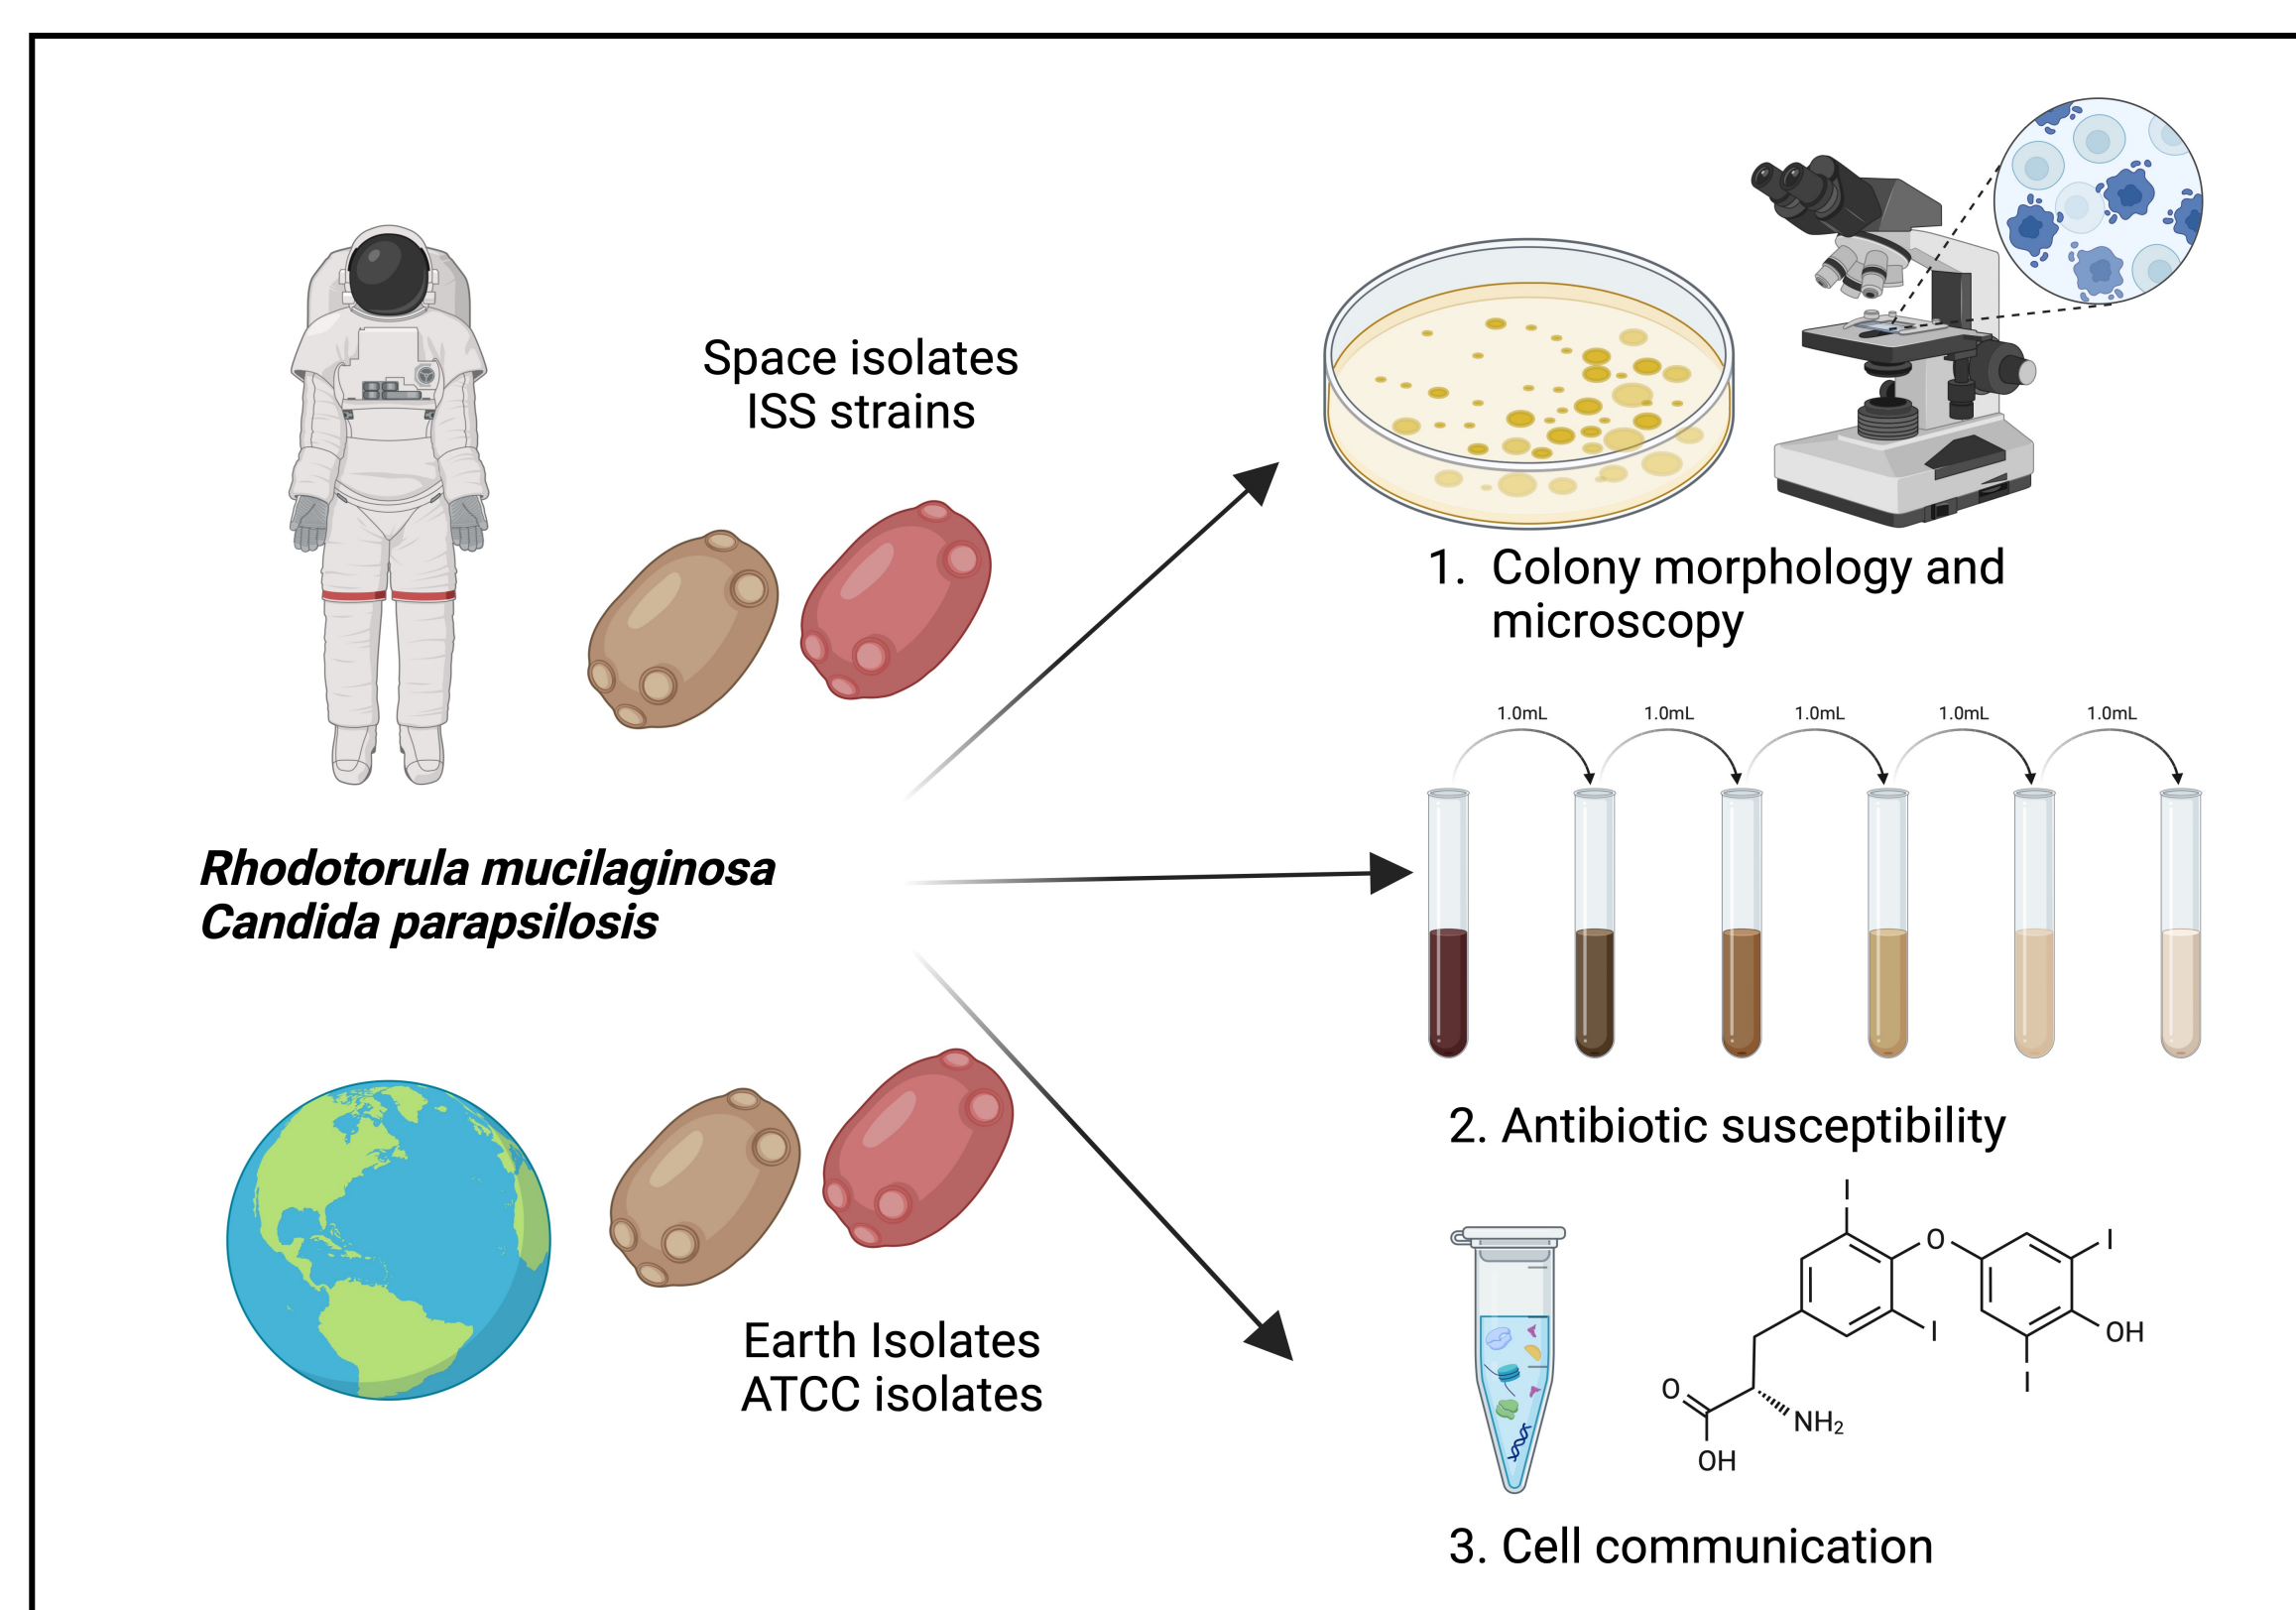 Space isolates
ISS strains
Rhodotorula mucilaginosa
Candida parapsilosis
Earth Isolates
ATCC isolates
1. Colony morphology and
microscopy
1.0mL 1.0mL 1.0mL 1.0mL 1.0mL
2. Antibiotic susceptibility
I
O
I
I
OH
I
O
NH₂
OH
3. Cell communication